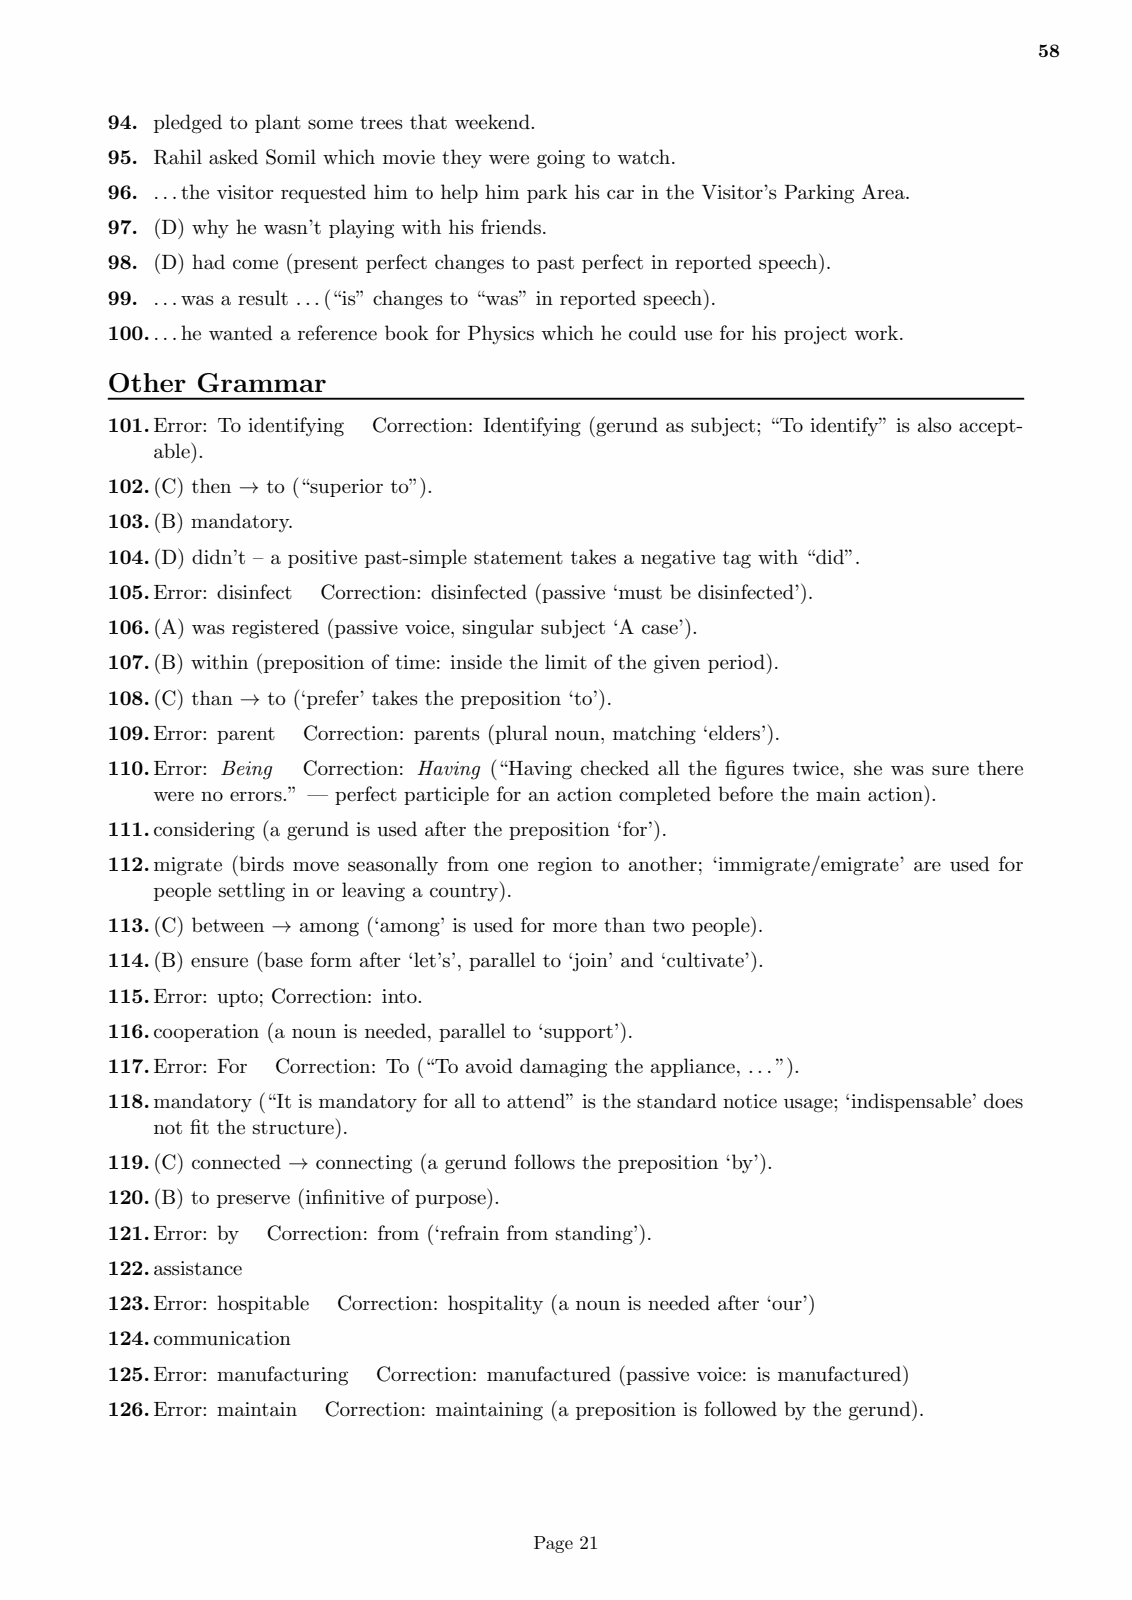 58
94. pledged to plant some trees that weekend.
95. Rahil asked Somil which movie they were going to watch.
96. . . . the visitor requested him to help him park his car in the Visitor’s Parking Area.
97. (D) why he wasn’t playing with his friends.
98. (D) had come (present perfect changes to past perfect in reported speech).
99. . . . was a result . . . (“is” changes to “was” in reported speech).
100. . . . he wanted a reference book for Physics which he could use for his project work.
Other Grammar
101. Error: To identifying Correction: Identifying (gerund as subject; “To identify” is also accept-
able).
102. (C) then → to (“superior to”).
103. (B) mandatory.
104. (D) didn’t – a positive past-simple statement takes a negative tag with “did”.
105. Error: disinfect Correction: disinfected (passive ‘must be disinfected’).
106. (A) was registered (passive voice, singular subject ‘A case’).
107. (B) within (preposition of time: inside the limit of the given period).
108. (C) than → to (‘prefer’ takes the preposition ‘to’).
109. Error: parent Correction: parents (plural noun, matching ‘elders’).
110. Error: Being Correction: Having (“Having checked all the figures twice, she was sure there
were no errors.” — perfect participle for an action completed before the main action).
111. considering (a gerund is used after the preposition ‘for’).
112. migrate (birds move seasonally from one region to another; ‘immigrate/emigrate’ are used for
people settling in or leaving a country).
113. (C) between → among (‘among’ is used for more than two people).
114. (B) ensure (base form after ‘let’s’, parallel to ‘join’ and ‘cultivate’).
115. Error: upto; Correction: into.
116. cooperation (a noun is needed, parallel to ‘support’).
117. Error: For Correction: To (“To avoid damaging the appliance, . . . ”).
118. mandatory (“It is mandatory for all to attend” is the standard notice usage; ‘indispensable’ does
not fit the structure).
119. (C) connected → connecting (a gerund follows the preposition ‘by’).
120. (B) to preserve (infinitive of purpose).
121. Error: by Correction: from (‘refrain from standing’).
122. assistance
123. Error: hospitable Correction: hospitality (a noun is needed after ‘our’)
124. communication
125. Error: manufacturing Correction: manufactured (passive voice: is manufactured)
126. Error: maintain Correction: maintaining (a preposition is followed by the gerund).
Page 21